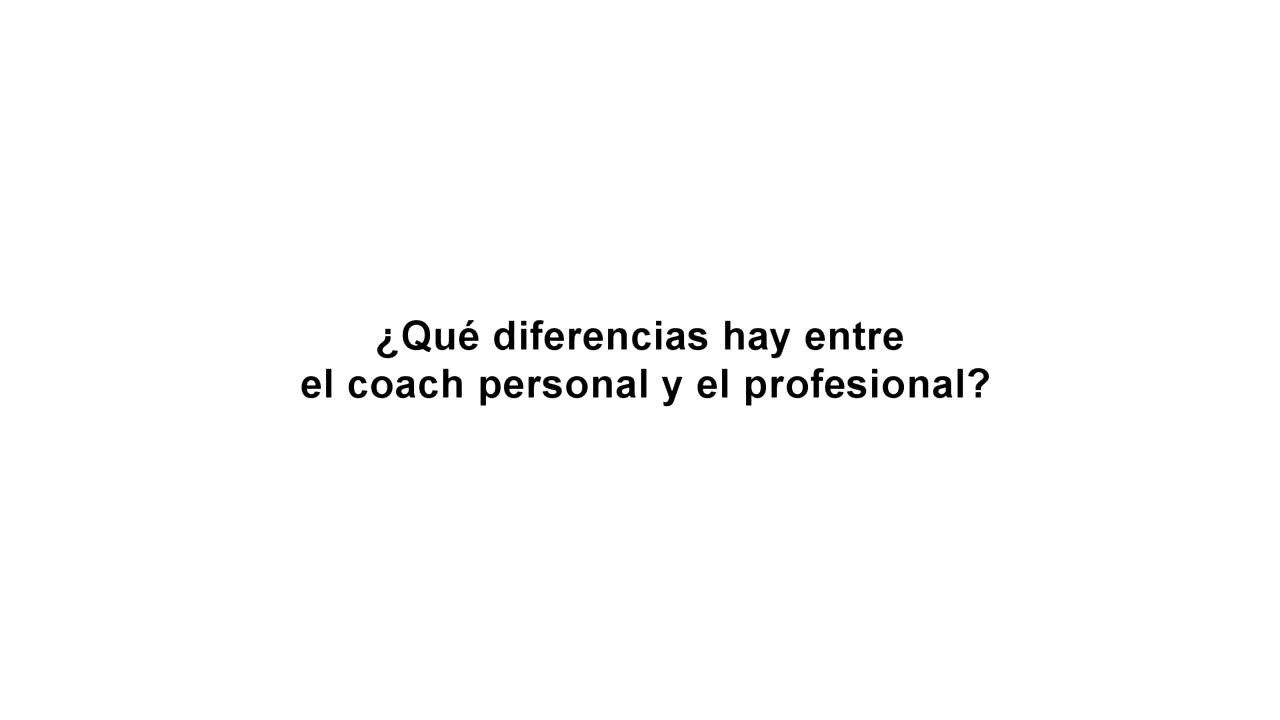 ¿Qué diferencias hay entre
el coach personal y el profesional?